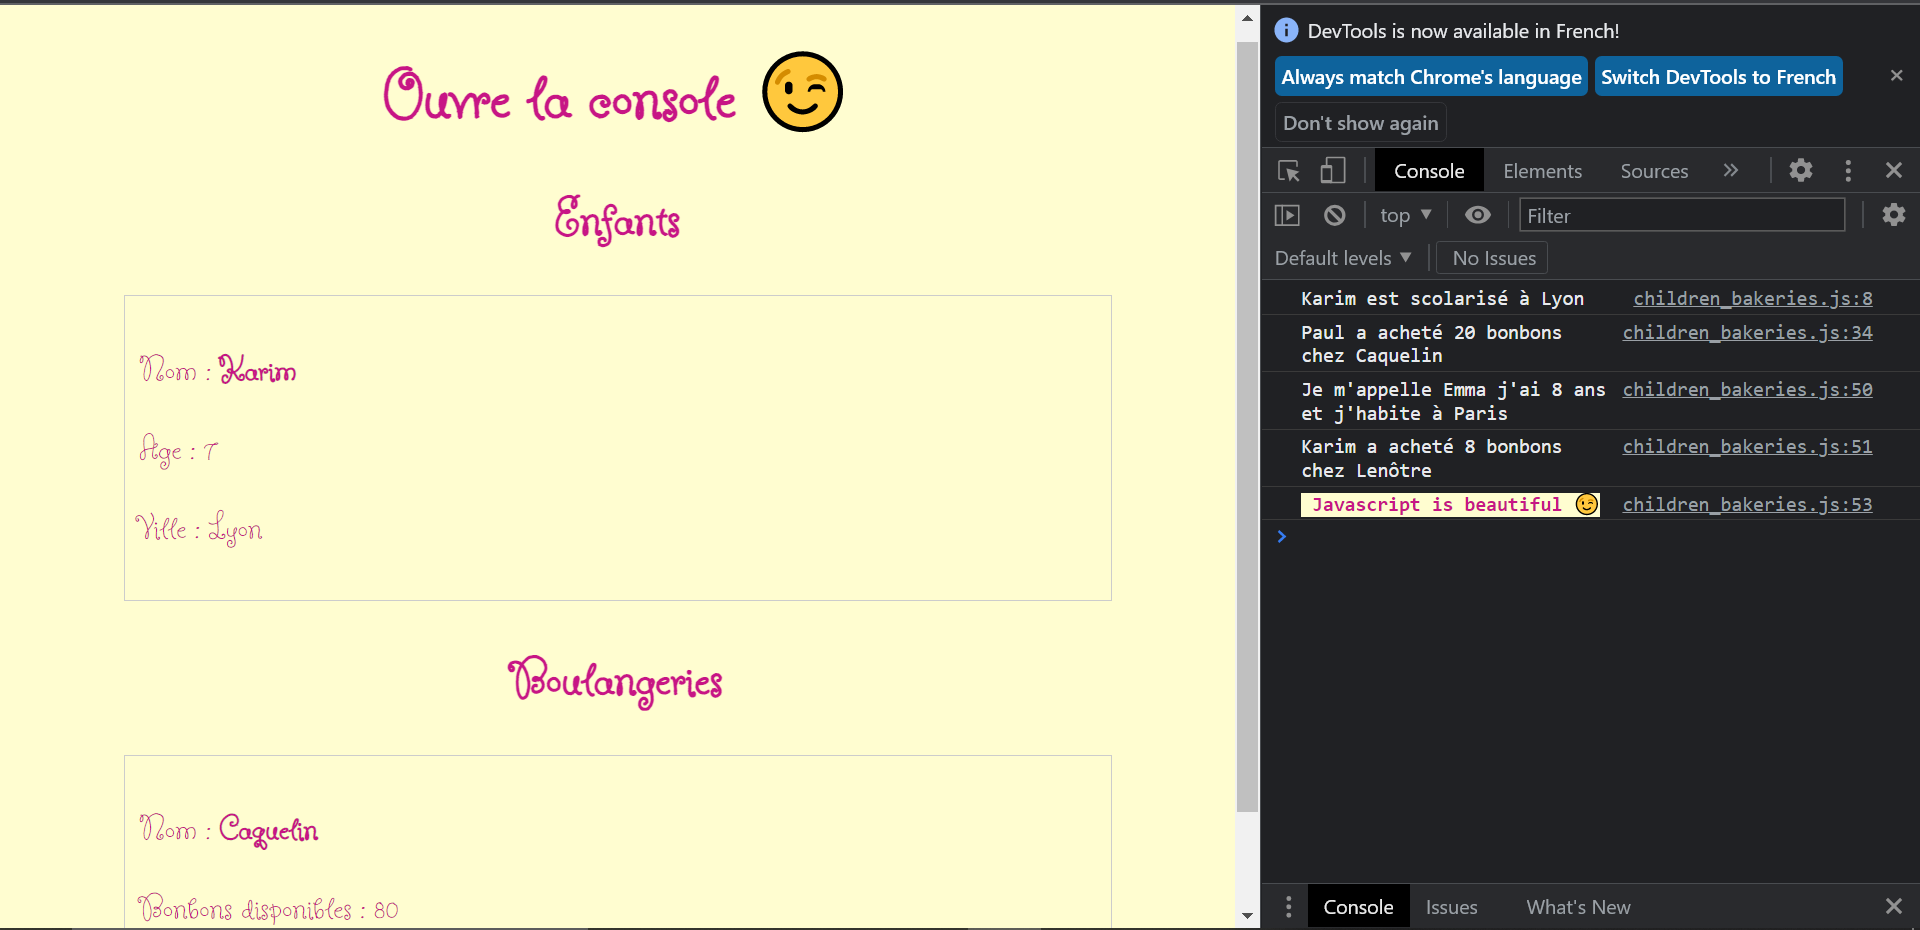 Ouvre la console 😉
Enfants
Nom : Karim
Age : 7
Ville : Lyon
Boulangeries
Nom : Caquelin
Bonbons disponibles : 80
DevTools is now available in French!
Always match Chrome's language Switch DevTools to French
Don't show again
Console Elements Sources
top Filter
Default levels No Issues
Karim est scolarisé à Lyon children_bakeries.js:8
Paul a acheté 20 bonbons children_bakeries.js:34
chez Caquelin
Je m'appelle Emma j'ai 8 ans children_bakeries.js:50
et j'habite à Paris
Karim a acheté 8 bonbons children_bakeries.js:51
chez Lenôtre
Javascript is beautiful 😉 children_bakeries.js:53
Console Issues What's New